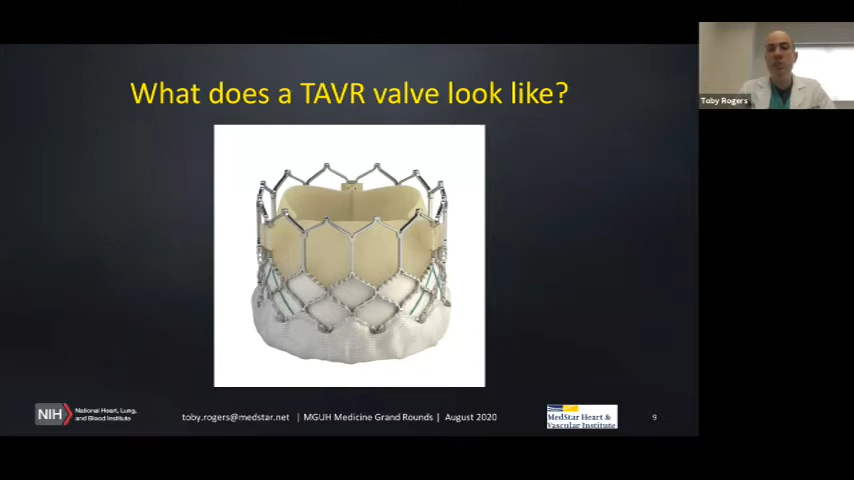 What does a TAVR valve look like?
Toby Rogers
NIH
National Heart, Lung,
and Blood Institute
toby.rogers@medstar.net | MGUH Medicine Grand Rounds | August 2020
MedStar Heart &
Vascular Institute
9